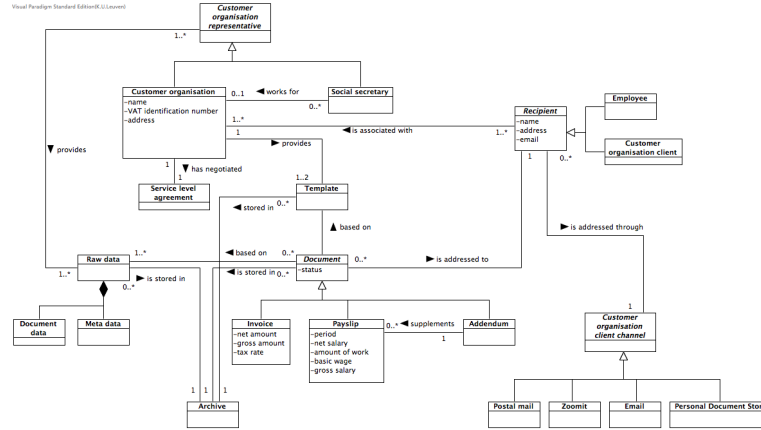 Visual Paradigm Standard Edition(K.U.Leuven)
Customer
organisation
representative
1..*
Customer organisation
-name
-VAT identification number
-address
0..1
works for
0..*
Social secretary
Recipient
-name
-address
-email
Employee
Customer
organisation client
1..*
is associated with
1..*
1
provides
provides
1
has negotiated
1
Service level
agreement
1..2
Template
stored in
0..*
based on
1
0..*
is addressed through
Raw data
1..*
1..*
based on
0..*
Document
-status
0..*
is addressed to
is stored in
0..*
is stored in
0..*
Document
data
Meta data
Invoice
-net amount
-gross amount
-tax rate
Payslip
-period
-net salary
-amount of work
-basic wage
-gross salary
0..*
supplements
1
Addendum
1
Customer
organisation
client channel
1
1
1
Archive
Postal mail
Zoomit
Email
Personal Document Stor